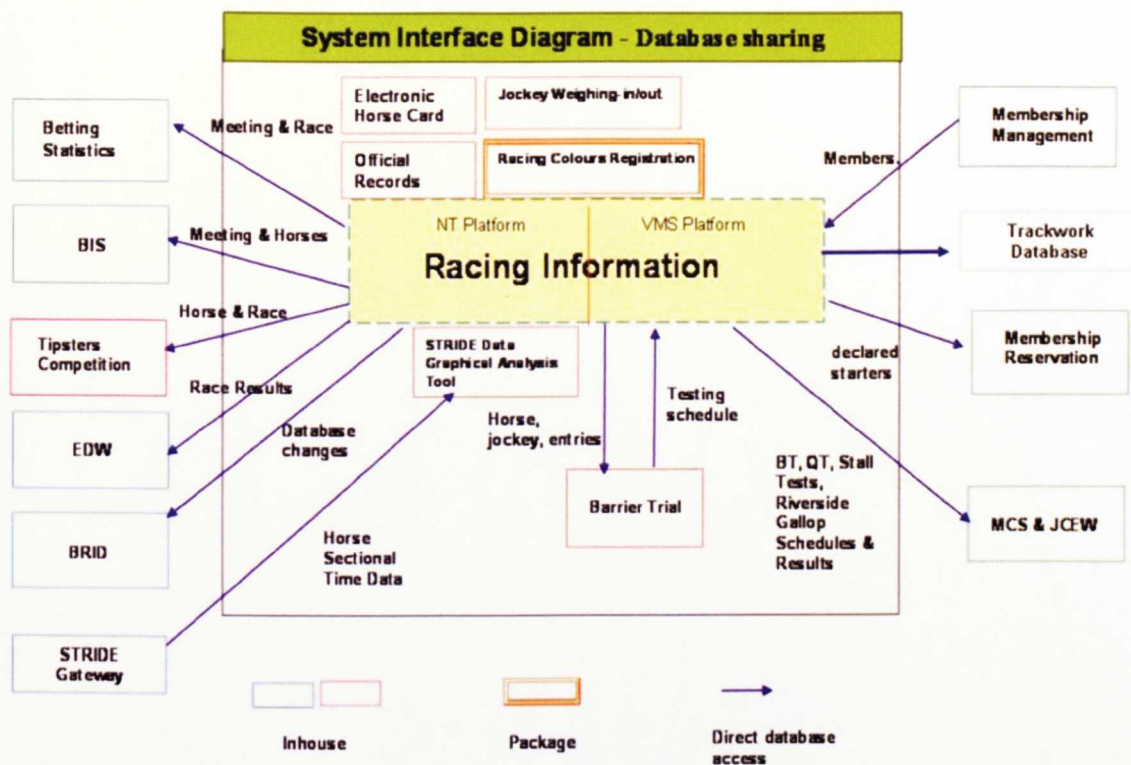 System Interface Diagram - Database sharing
Electronic
Horse Card
Jockey Weighing-in/out
Official
Records
Racing Colours Registration
Betting
Statistics
Meeting & Race
Members,
Membership
Management
NT Platform
VMS Platform
Racing Information
BIS
Meeting & Horses
Trackwork
Database
Tipsters
Competition
Horse & Race
STRIDE Data
Graphical Analysis
Tool
declared
starters
Membership
Reservation
Race Results
EDW
Database
changes
Horse,
jockey, entries
Testing
schedule
BT, QT, Stall
Tests,
Riverside
Gallop
Schedules &
Results
Barrier Trial
MCS & JCEW
BRID
Horse
Sectional
Time Data
STRIDE
Gateway
Inhouse
Package
Direct database
access